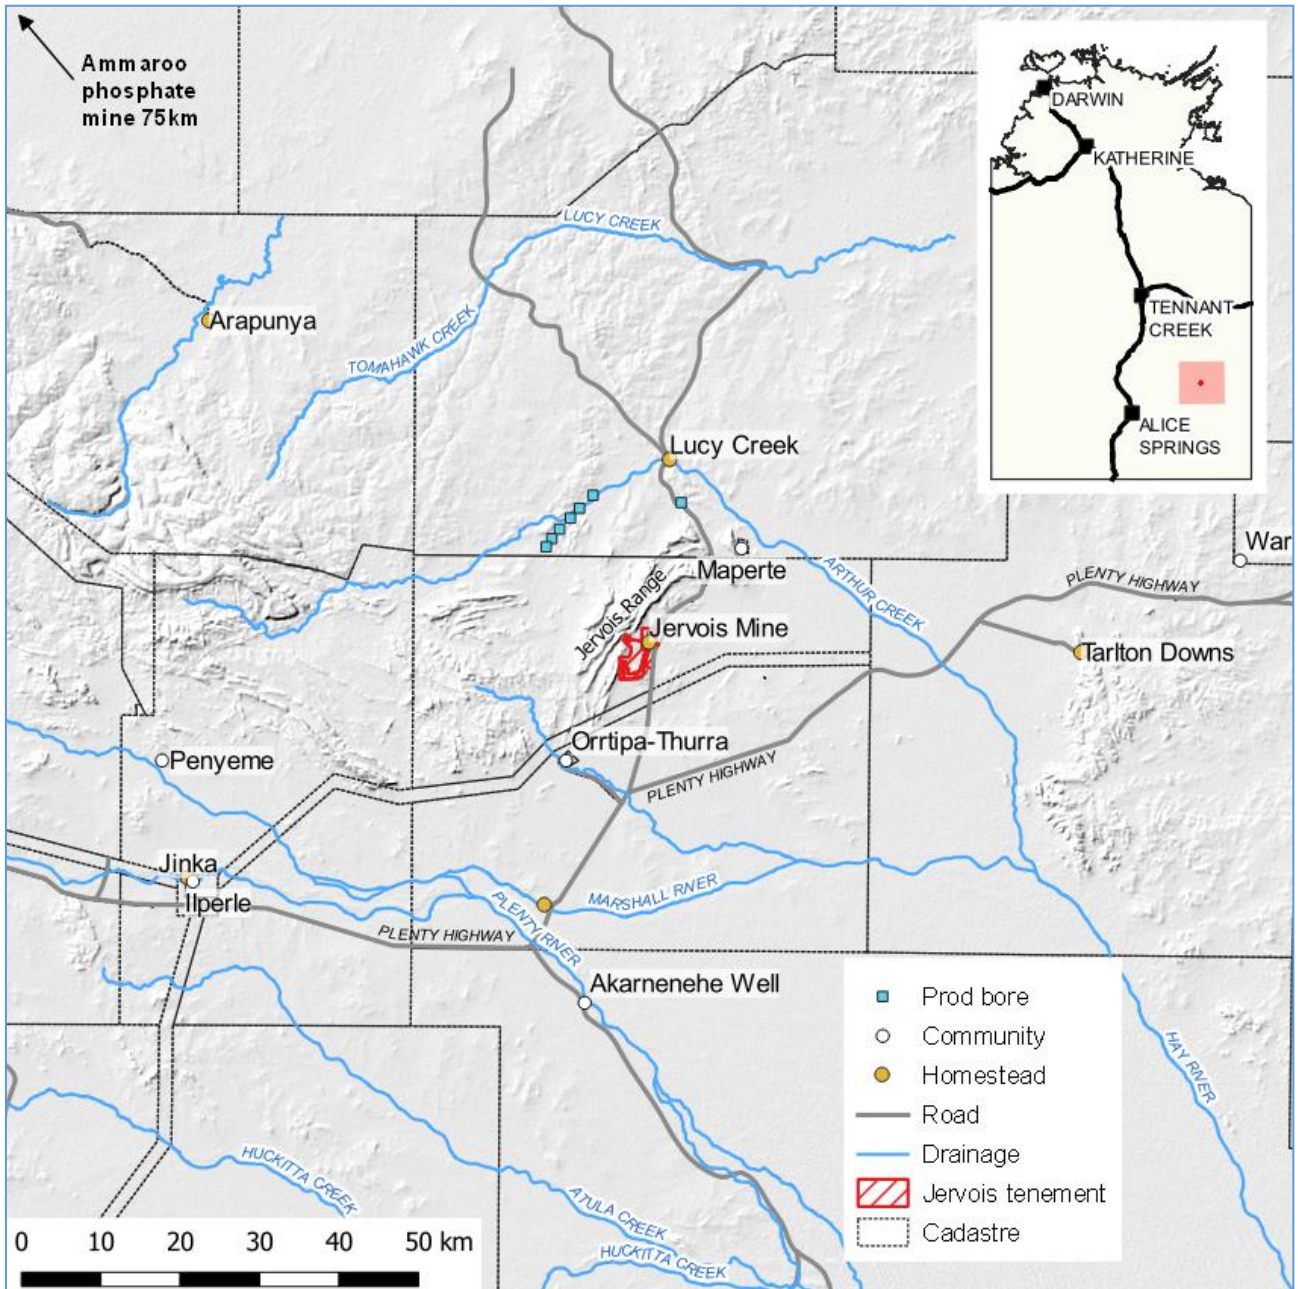 Ammaroo
phosphate
mine 75km
DARWIN
KATHERINE
TENNANT
CREEK
ALICE
SPRINGS
LUCY CREEK
Arapunya
TOMAHAWK CREEK
Lucy Creek
War
Maperte
PLENTY HIGHWAY
ARTHUR CREEK
Jervois Range
Jervois Mine
Tarlton Downs
Orrtipa-Thurra
Penyeme
PLENTY HIGHWAY
Jinka
Ilperle
MARSHALL RIVER
PLENTY RIVER
PLENTY HIGHWAY
Akarnenehe Well
HAY RIVER
Prod bore
Community
Homestead
Road
Drainage
Jervois tenement
Cadastre
HUCKITTA CREEK
ATULA CREEK
HUCKITTA CREEK
0 10 20 30 40 50 km